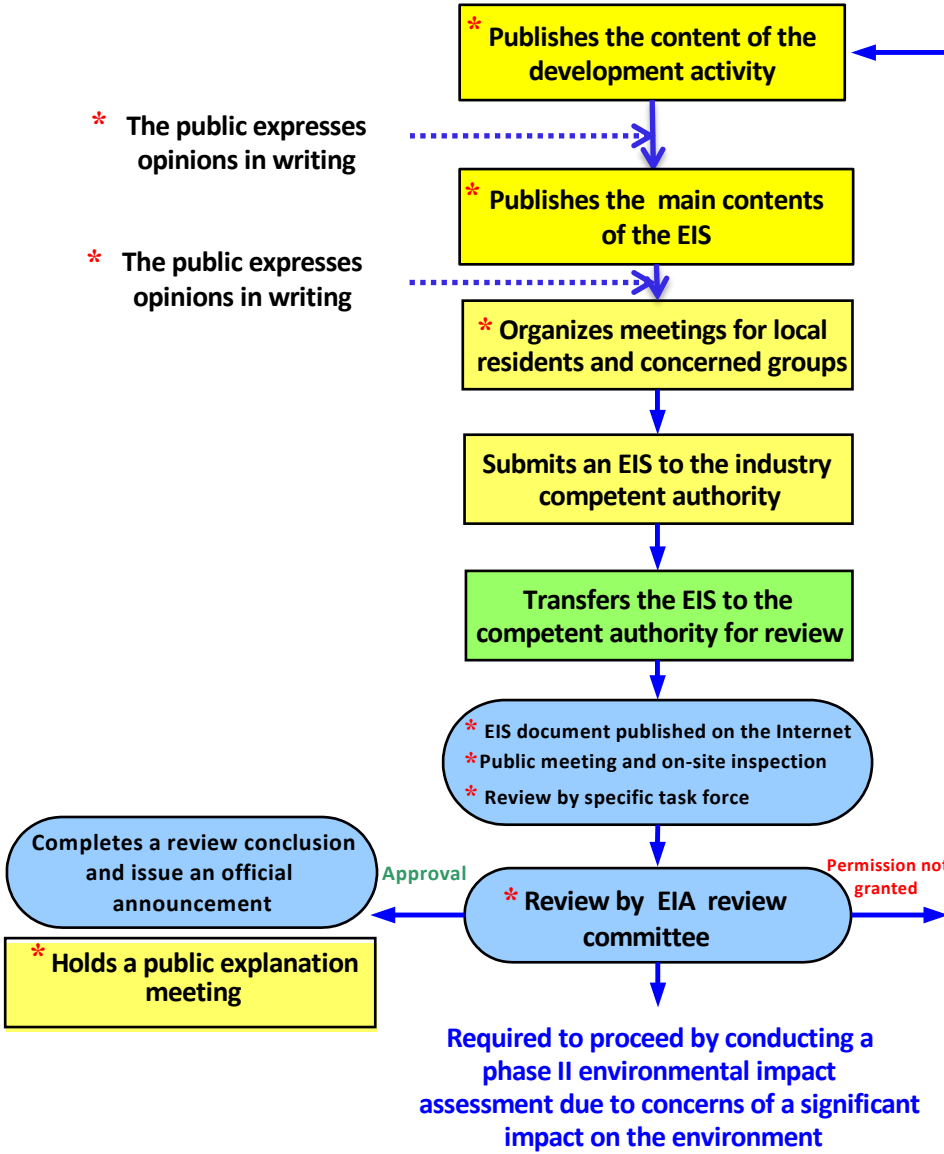 * Publishes the content of the
development activity
* The public expresses
opinions in writing
* Publishes the main contents
of the EIS
* The public expresses
opinions in writing
* Organizes meetings for local
residents and concerned groups
Submits an EIS to the industry
competent authority
Transfers the EIS to the
competent authority for review
* EIS document published on the Internet
* Public meeting and on-site inspection
* Review by specific task force
Completes a review conclusion
and issue an official
announcement
Approval
* Review by EIA review
committee
Permission not
granted
* Holds a public explanation
meeting
Required to proceed by conducting a
phase II environmental impact
assessment due to concerns of a significant
impact on the environment